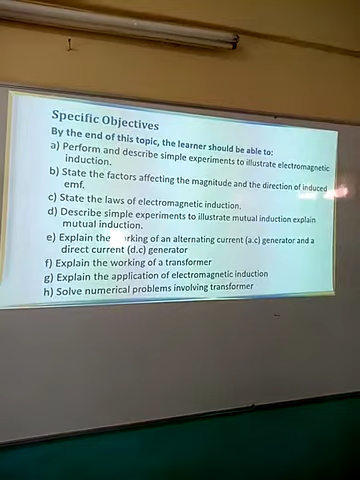 Specific Objectives
By the end of this topic, the learner should be able to:
a) Perform and describe simple experiments to illustrate electromagnetic
induction.
b) State the factors affecting the magnitude and the direction of induced
emf.
c) State the laws of electromagnetic induction.
d) Describe simple experiments to illustrate mutual induction explain
mutual induction.
e) Explain the rking of an alternating current (a.c) generator and a
direct current (d.c) generator
f) Explain the working of a transformer
g) Explain the application of electromagnetic induction
h) Solve numerical problems involving transformer